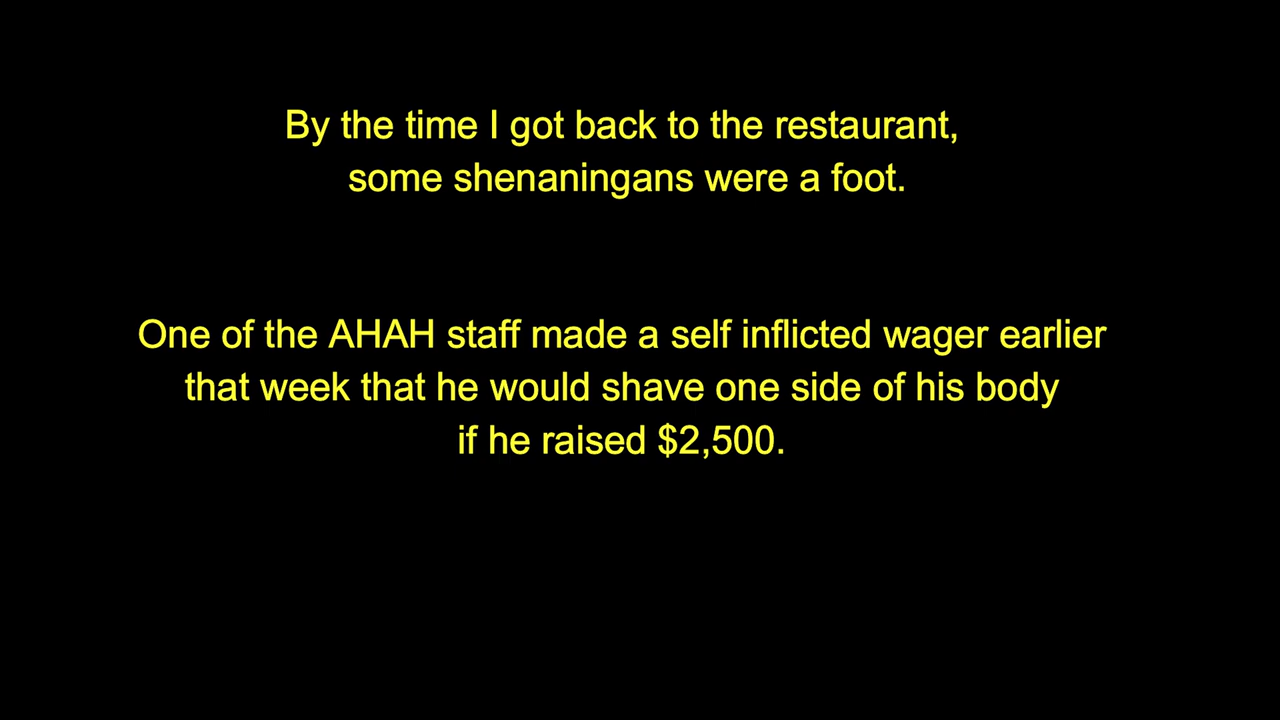 By the time I got back to the restaurant,
some shenaningans were a foot.
One of the AHAH staff made a self inflicted wager earlier
that week that he would shave one side of his body
if he raised $2,500.